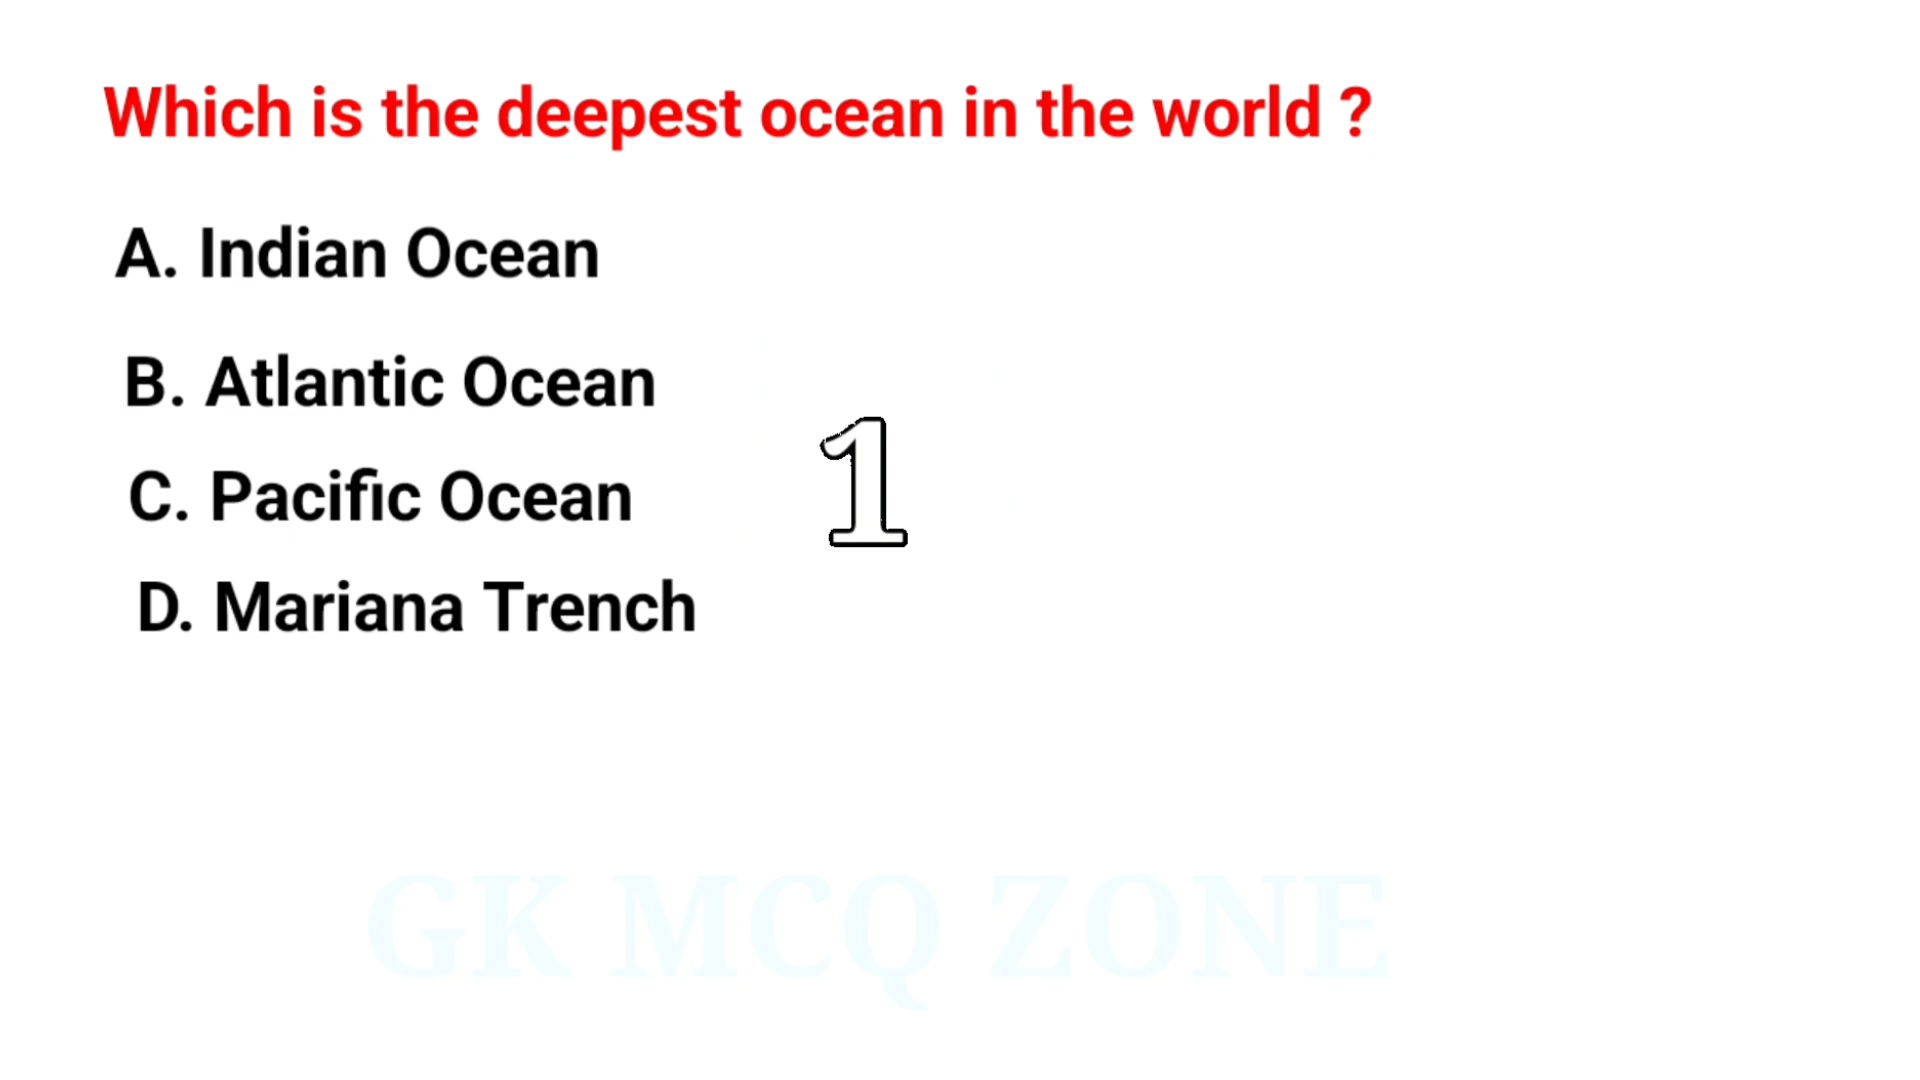 Which is the deepest ocean in the world ?
A. Indian Ocean
B. Atlantic Ocean
C. Pacific Ocean
1
D. Mariana Trench
GK MCQ ZONE